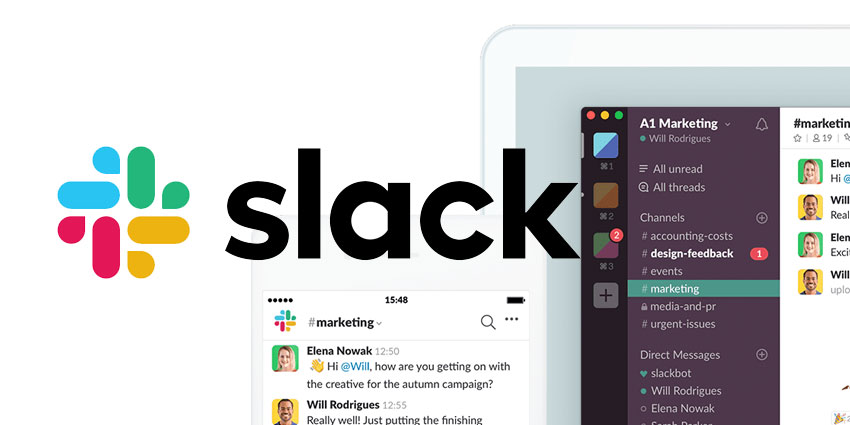 slack
15:48
#marketing
Elena Nowak 12:50
👋 Hi @Will, how are you getting on with
the creative for the autumn campaign?
Will Rodrigues 12:55
Really well! Just putting the finishing
⌘1
⌘2
2
⌘3
A1 Marketing
Will Rodrigues
All unread
All threads
Channels
# accounting-costs
# design-feedback 1
# events
# marketing
media-and-pr
# urgent-issues
Direct Messages
slackbot
Will Rodrigues
Elena Nowak
#marketin
19
Elena
Hi @
Will
Real
Elena
Excit
Will
uplo